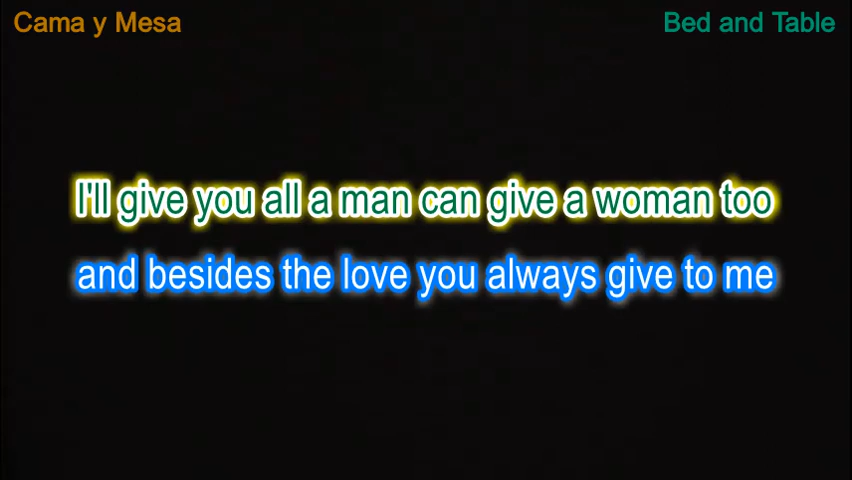 Cama y Mesa
Bed and Table
I'll give you all a man can give a woman too
and besides the love you always give to me